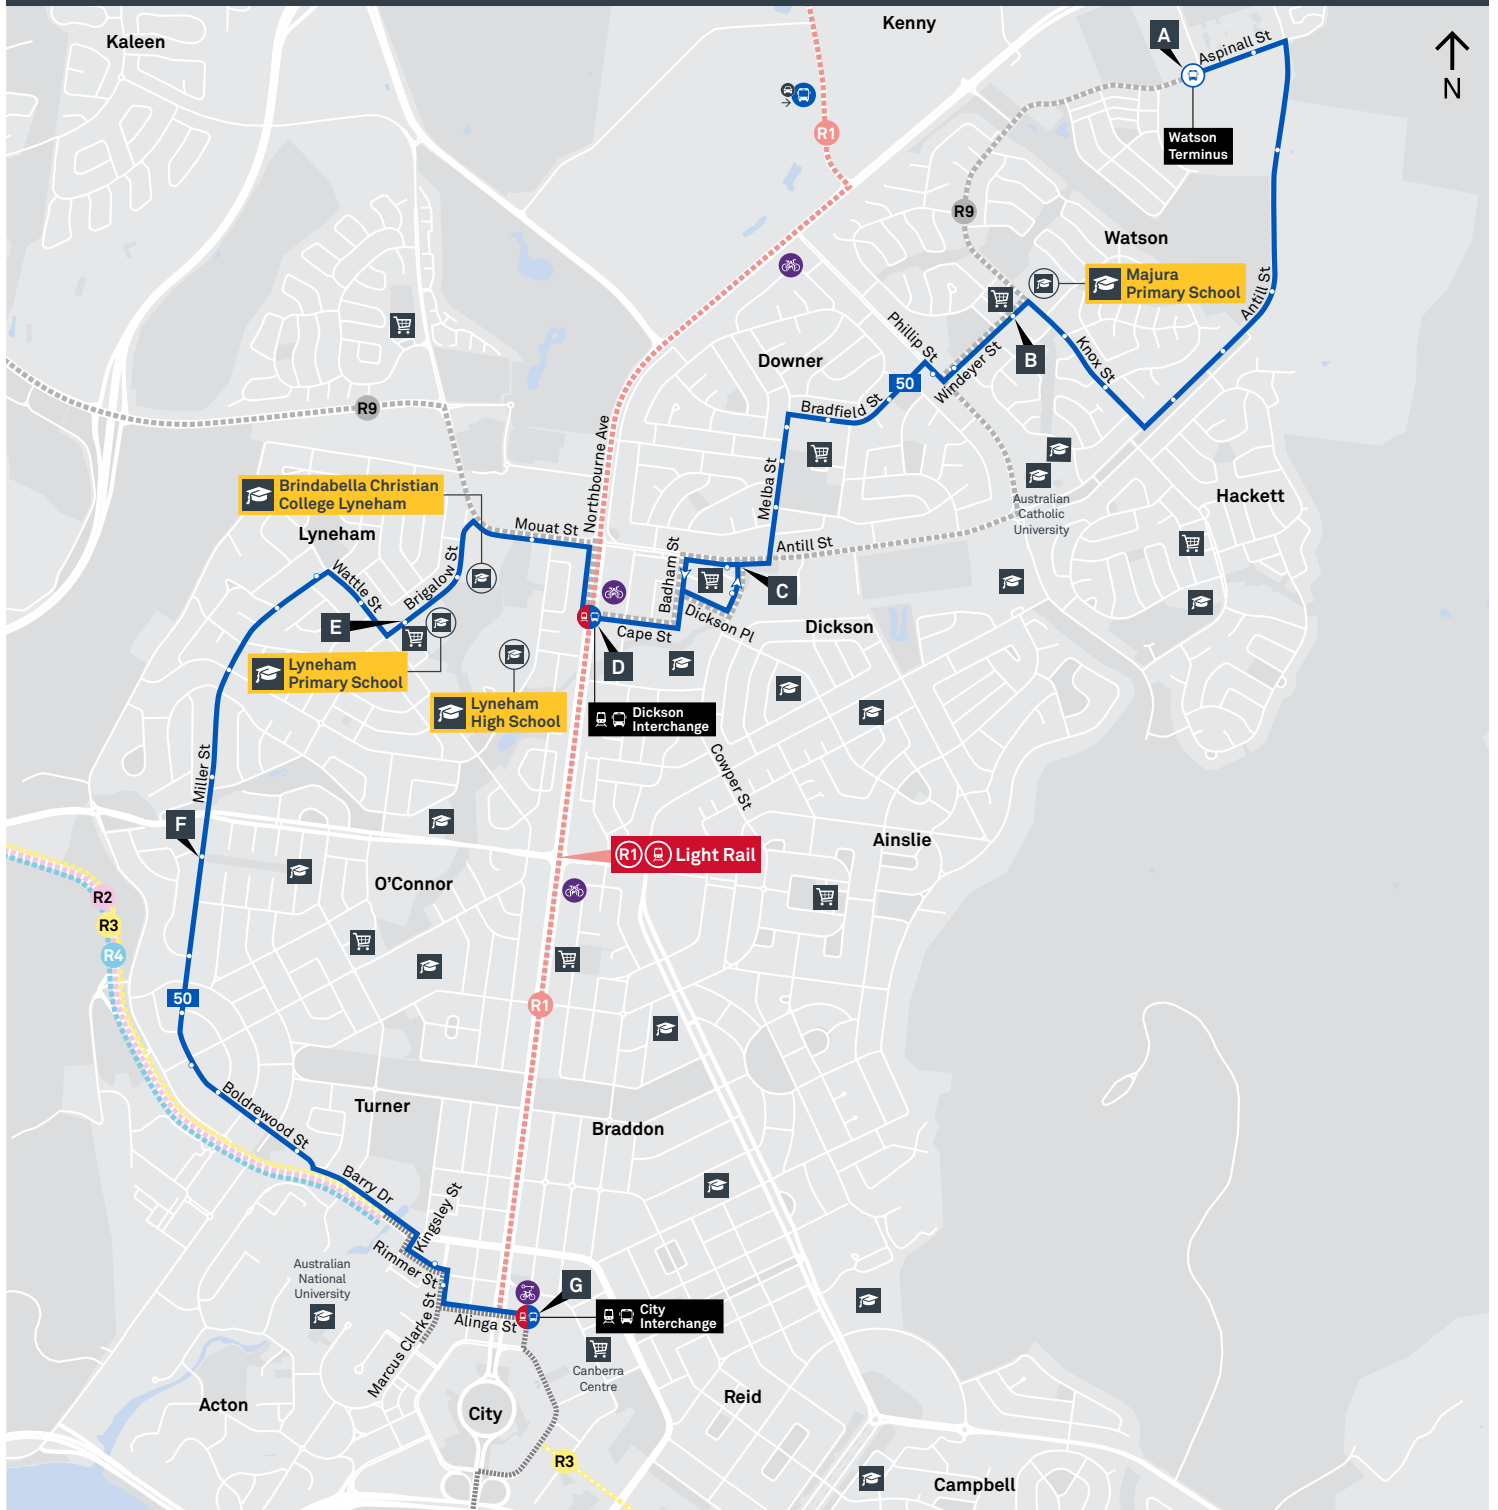 Kaleen
Kenny
A
Aspinall St
N
Watson
Terminus
R1
R9
Watson
Majura
Primary School
Antill St
Phillip St
B
Knox St
Windeyer St
Downer
50
Bradfield St
R9
Northbourne Ave
Melba St
Brindabella Christian
College Lyneham
Lyneham
Mouat St
Australian
Catholic
University
Hackett
Antill St
Badham St
C
Wattle St
Brigalow St
E
Dickson Pl
Cape St
Dickson
D
Lyneham
Primary School
Lyneham
High School
Dickson
Interchange
Miller St
Cowper St
F
R1
Light Rail
Ainslie
O'Connor
R2
R3
R4
50
R1
Boldrewood St
Turner
Braddon
Barry Dr
Kingsley St
Rimmer St
Australian
National
University
G
City
Interchange
Alinga St
Marcus Clarke St
Canberra
Centre
Acton
City
Reid
R3
Campbell